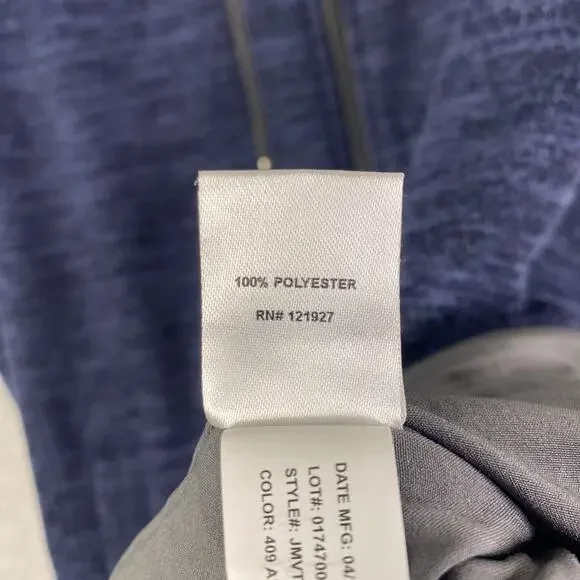 100% POLYESTER
RN# 121927
DATE MFG: 04/
LOT#: 0174700
STYLE#: JMVT
COLOR: 409 A